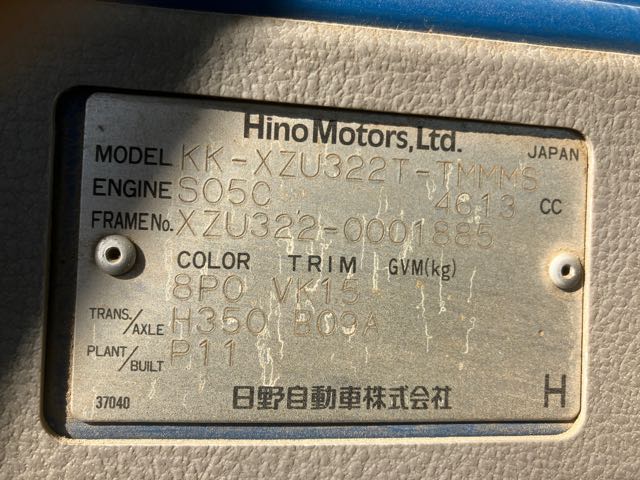 Hino Motors, Ltd.
MODEL KK-XZU322T-TMMMS JAPAN
ENGINE S05C 4613 CC
FRAME No. XZU322-0001885
COLOR TRIM GVM(kg)
8P0 VK15
TRANS./AXLE H350 B09A
PLANT/BUILT P11
37040 日野自動車株式会社 H